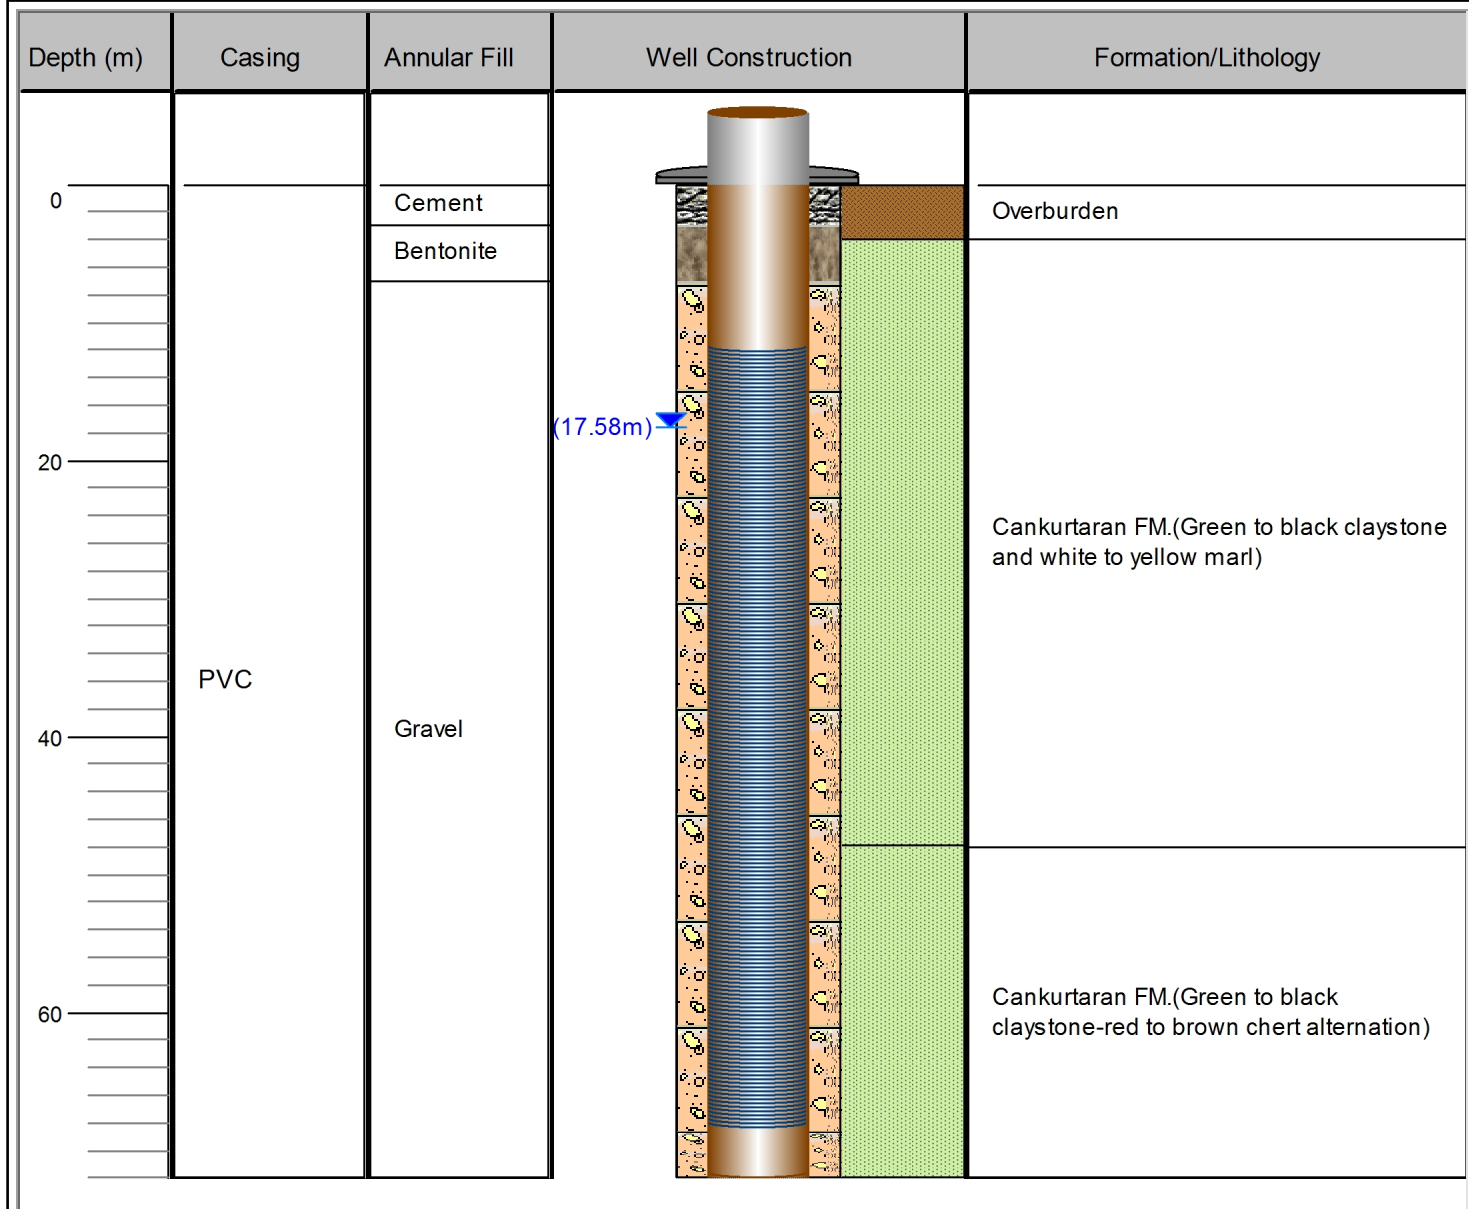 Depth (m)
Casing
Annular Fill
Well Construction
Formation/Lithology
0
Cement
Overburden
Bentonite
(17.58m)
20
Cankurtaran FM.(Green to black claystone
and white to yellow marl)
PVC
Gravel
40
60
Cankurtaran FM.(Green to black
claystone-red to brown chert alternation)